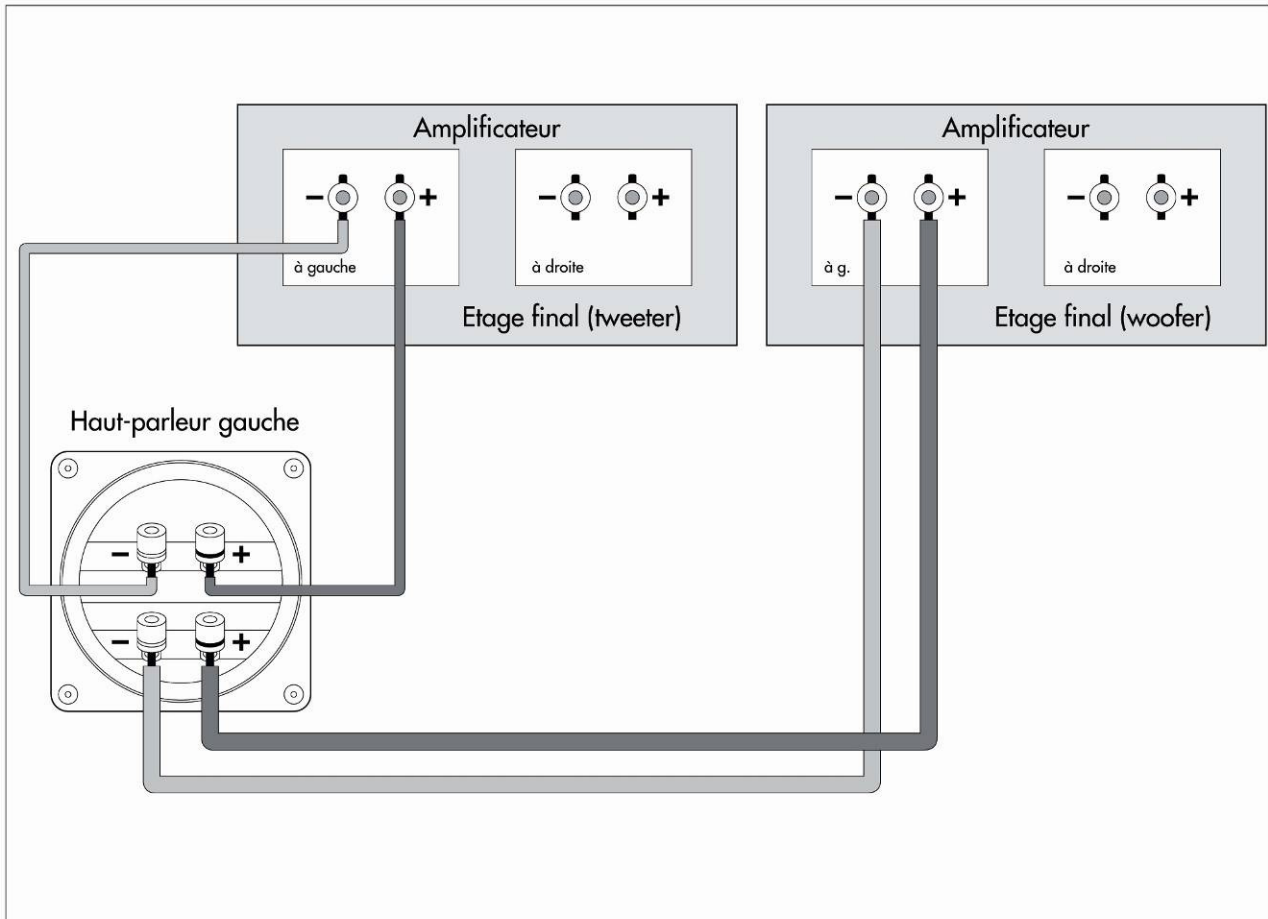 Amplificateur
- +
à gauche
- +
à droite
Etage final (tweeter)
Amplificateur
- +
à g.
- +
à droite
Etage final (woofer)
Haut-parleur gauche
- +
- +